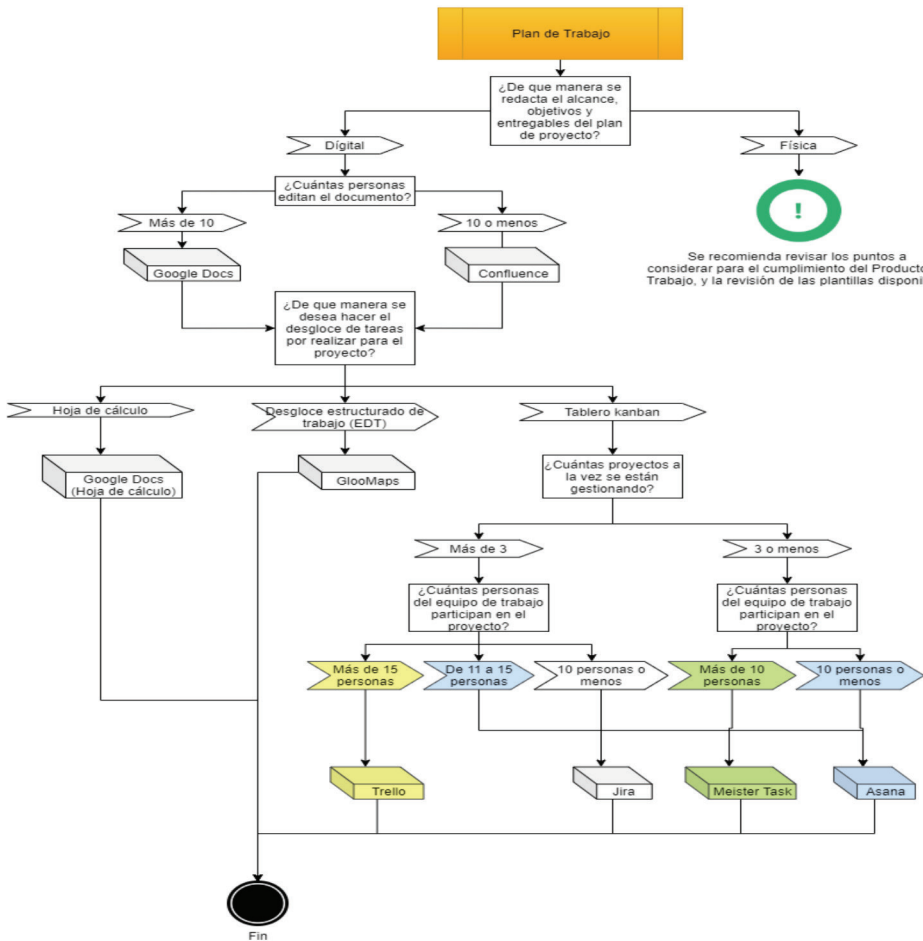 Plan de Trabajo
¿De que manera se
redacta el alcance,
objetivos y
entregables del plan
de proyecto?
Dígital
Física
¿Cuántas personas
editan el documento?
Más de 10
10 o menos
Google Docs
Confluence
Se recomienda revisar los puntos a
considerar para el cumplimiento del Producto
Trabajo, y la revisión de las plantillas
¿De que manera se
desea hacer el
desgloce de tareas
por realizar para el
proyecto?
Hoja de cálculo
Desgloce estructurado de
trabajo (EDT)
Tablero kanban
Google Docs
(Hoja de cálculo)
GlooMaps
¿Cuántas proyectos a
la vez se están
gestionando?
Más de 3
3 o menos
¿Cuántas personas
del equipo de trabajo
participan en el
proyecto?
¿Cuántas personas
del equipo de trabajo
participan en el
proyecto?
Más de 15
personas
De 11 a 15
personas
10 personas o
menos
Más de 10
personas
10 personas o
menos
Trello
Jira
Meister Task
Asana
Fin